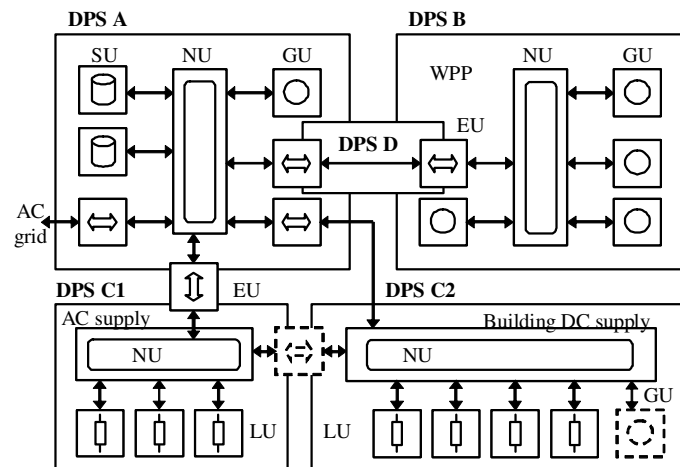 DPS A
DPS B
SU
NU
GU
WPP
NU
GU
DPS D
EU
AC
grid
DPS C1
EU
DPS C2
AC supply
Building DC supply
NU
NU
GU
LU
LU